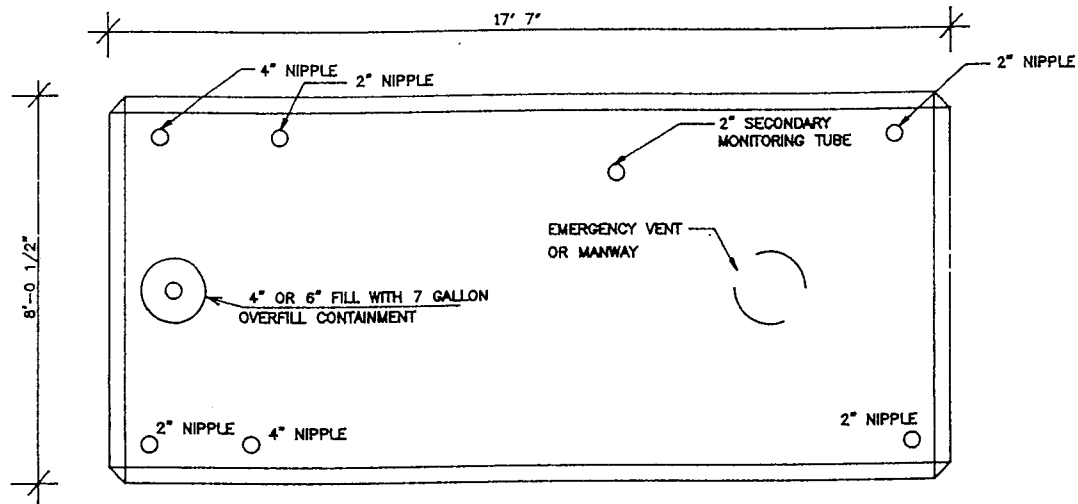 17' 7"
4" NIPPLE
2" NIPPLE
2" NIPPLE
2" SECONDARY
MONITORING TUBE
EMERGENCY VENT
OR MANWAY
8'-0 1/2"
4" OR 6" FILL WITH 7 GALLON
OVERFILL CONTAINMENT
2" NIPPLE
4" NIPPLE
2" NIPPLE